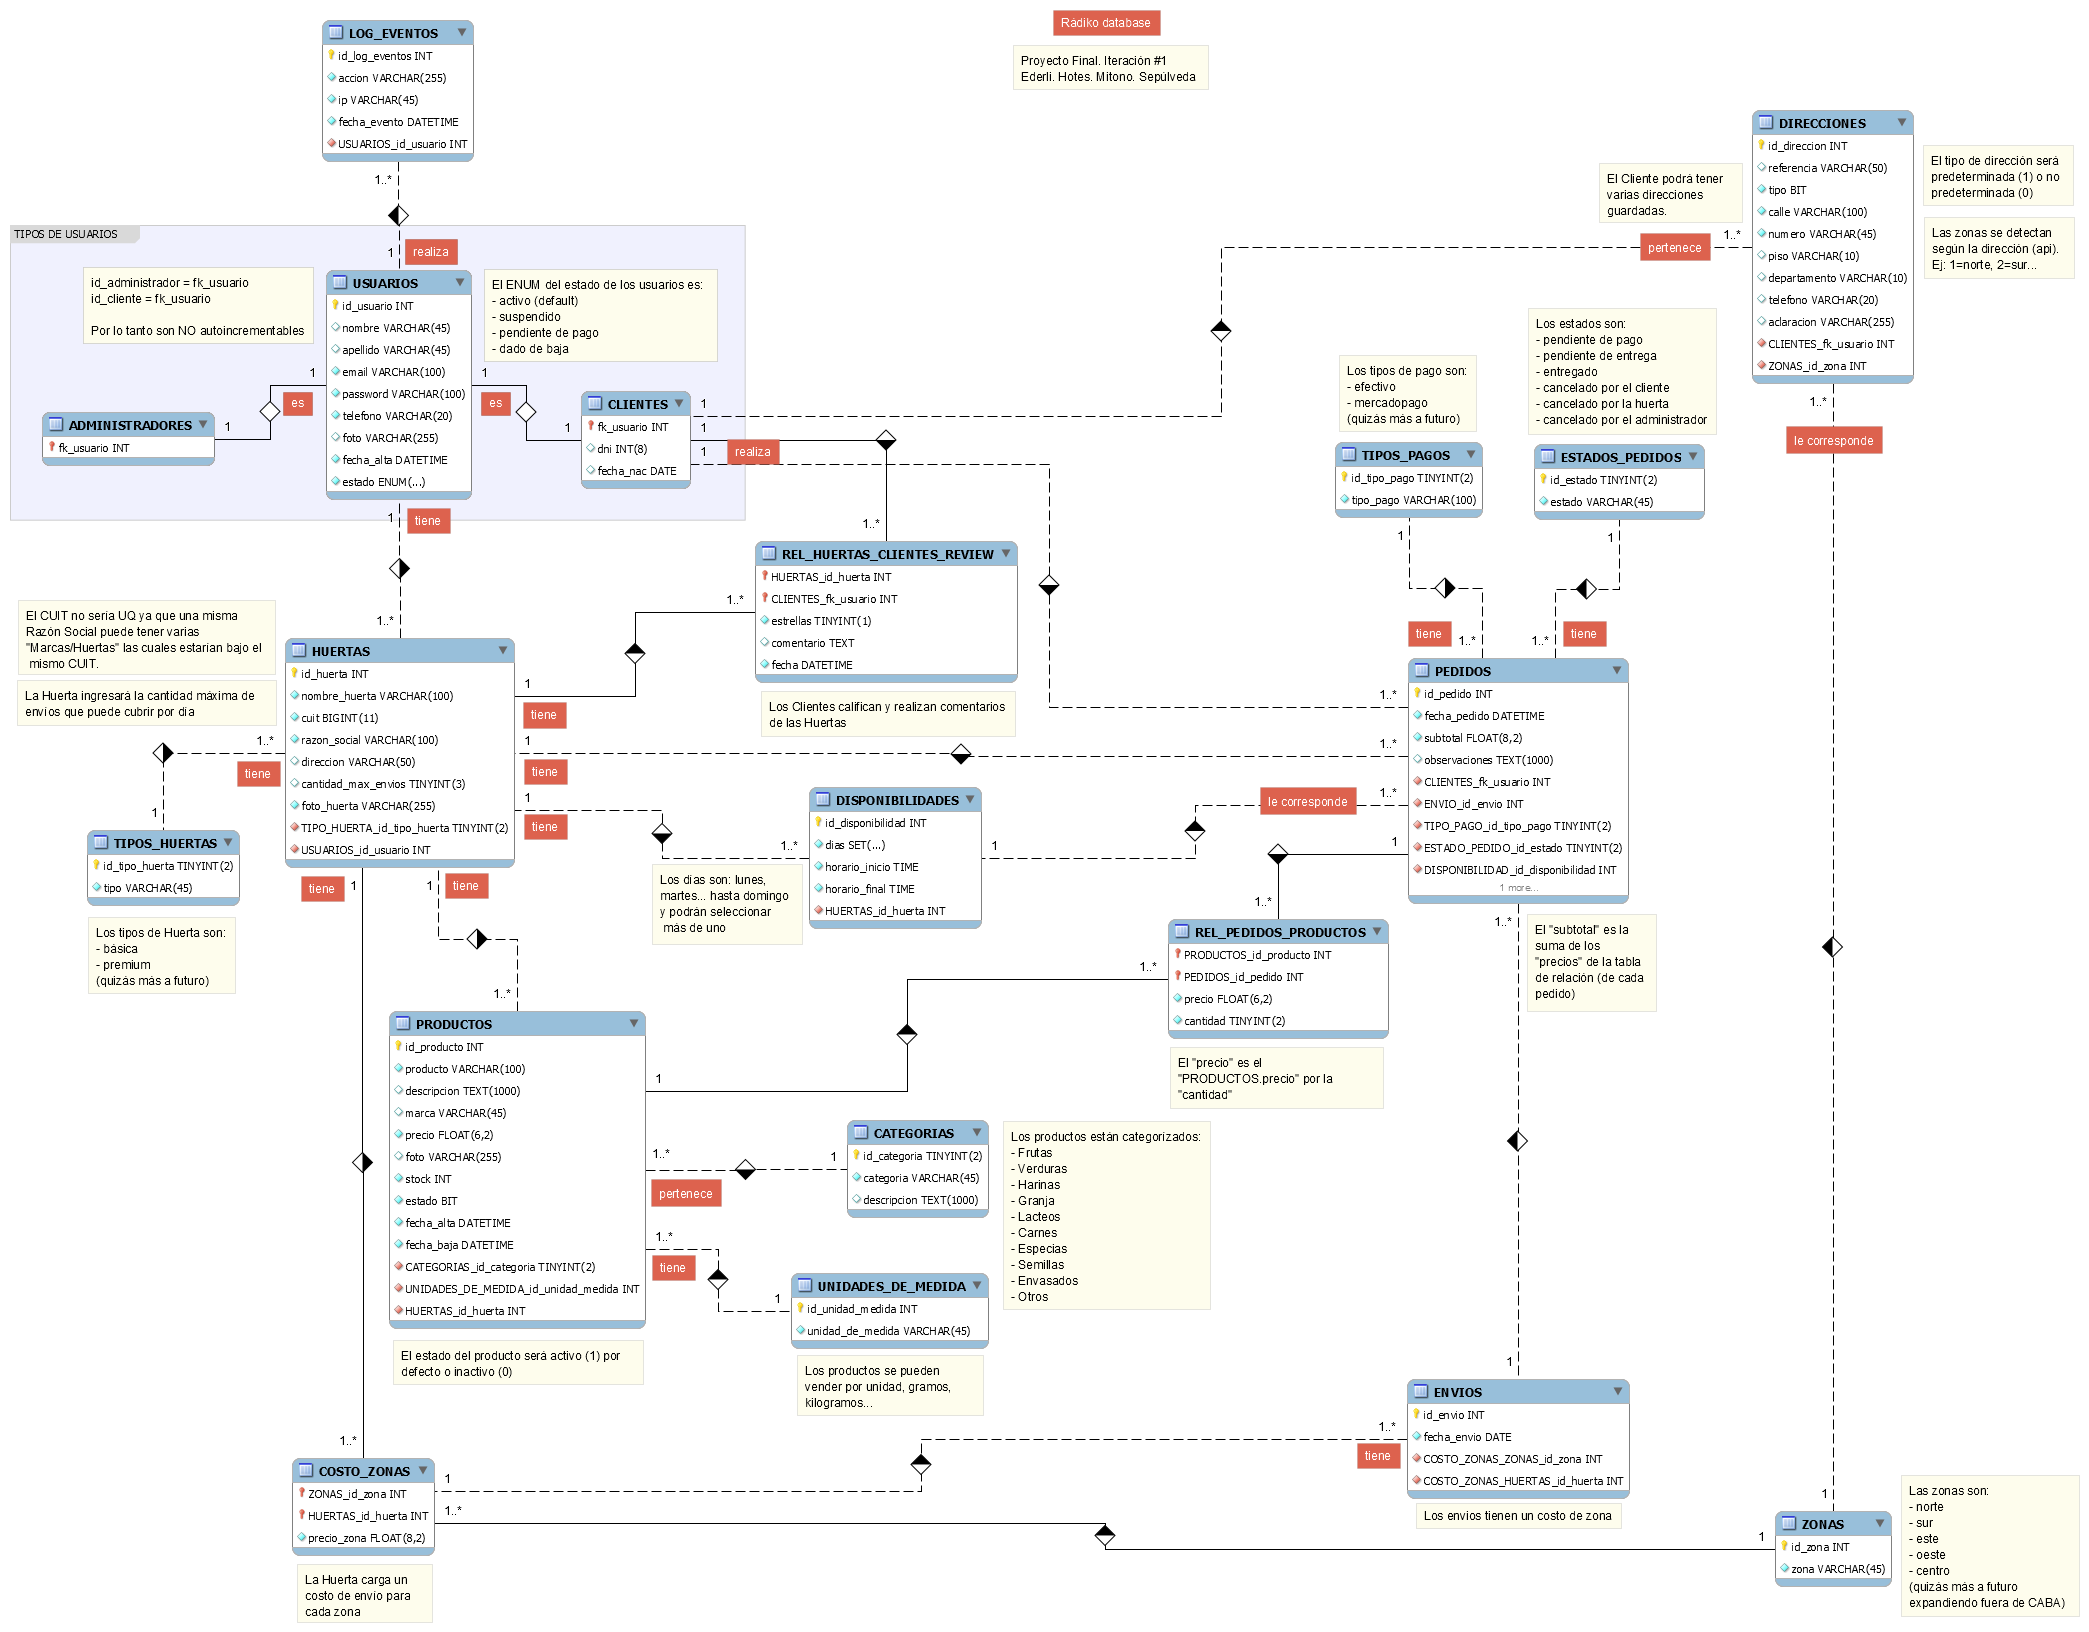 Rádiko database
Proyecto Final. Iteración #1
Ederli. Hotes. Mitono. Sepúlveda
LOG_EVENTOS
id_log_eventos INT
accion VARCHAR(255)
ip VARCHAR(45)
fecha_evento DATETIME
USUARIOS_id_usuario INT
1..*
1
realiza
TIPOS DE USUARIOS
id_administrador = fk_usuario
id_cliente = fk_usuario
Por lo tanto son NO autoincrementables
USUARIOS
id_usuario INT
nombre VARCHAR(45)
apellido VARCHAR(45)
email VARCHAR(100)
password VARCHAR(100)
telefono VARCHAR(20)
foto VARCHAR(255)
fecha_alta DATETIME
estado ENUM(...)
El ENUM del estado de los usuarios es:
- activo (default)
- suspendido
- pendiente de pago
- dado de baja
1
es
1
1
es
1
ADMINISTRADORES
fk_usuario INT
CLIENTES
fk_usuario INT
dni INT(8)
fecha_nac DATE
1
1
1
realiza
1
tiene
1..*
DIRECCIONES
id_direccion INT
referencia VARCHAR(50)
tipo BIT
calle VARCHAR(100)
numero VARCHAR(45)
piso VARCHAR(10)
departamento VARCHAR(10)
telefono VARCHAR(20)
aclaracion VARCHAR(255)
CLIENTES_fk_usuario INT
ZONAS_id_zona INT
El Cliente podrá tener
varias direcciones
guardadas.
pertenece
1..*
El tipo de dirección será
predeterminada (1) o no
predeterminada (0)
Las zonas se detectan
según la dirección (api).
Ej: 1=norte, 2=sur...
1..*
le corresponde
Los tipos de pago son:
- efectivo
- mercadopago
(quizás más a futuro)
Los estados son:
- pendiente de pago
- pendiente de entrega
- entregado
- cancelado por el cliente
- cancelado por la huerta
- cancelado por el administrador
TIPOS_PAGOS
id_tipo_pago TINYINT(2)
tipo_pago VARCHAR(100)
ESTADOS_PEDIDOS
id_estado TINYINT(2)
estado VARCHAR(45)
1
1
tiene
1..*
1..*
tiene
1..*
REL_HUERTAS_CLIENTES_REVIEW
HUERTAS_id_huerta INT
CLIENTES_fk_usuario INT
estrellas TINYINT(1)
comentario TEXT
fecha DATETIME
1..*
Los Clientes califican y realizan comentarios
de las Huertas
El CUIT no sería UQ ya que una misma
Razón Social puede tener varias
"Marcas/Huertas" las cuales estarían bajo el
mismo CUIT.
La Huerta ingresará la cantidad máxima de
envíos que puede cubrir por día
HUERTAS
id_huerta INT
nombre_huerta VARCHAR(100)
cuit BIGINT(11)
razon_social VARCHAR(100)
direccion VARCHAR(50)
cantidad_max_envios TINYINT(3)
foto_huerta VARCHAR(255)
TIPO_HUERTA_id_tipo_huerta TINYINT(2)
USUARIOS_id_usuario INT
1
tiene
1
tiene
1
tiene
1..*
tiene
1
TIPOS_HUERTAS
id_tipo_huerta TINYINT(2)
tipo VARCHAR(45)
Los tipos de Huerta son:
- básica
- premium
(quizás más a futuro)
tiene
1
1
tiene
1..*
PEDIDOS
id_pedido INT
fecha_pedido DATETIME
subtotal FLOAT(8,2)
observaciones TEXT(1000)
CLIENTES_fk_usuario INT
ENVIO_id_envio INT
TIPO_PAGO_id_tipo_pago TINYINT(2)
ESTADO_PEDIDO_id_estado TINYINT(2)
DISPONIBILIDAD_id_disponibilidad INT
1 more...
1..*
1..*
1..*
le corresponde
1
1
1..*
DISPONIBILIDADES
id_disponibilidad INT
dias SET(...)
horario_inicio TIME
horario_final TIME
HUERTAS_id_huerta INT
1..*
Los días son: lunes,
martes... hasta domingo
y podrán seleccionar
más de uno
REL_PEDIDOS_PRODUCTOS
PRODUCTOS_id_producto INT
PEDIDOS_id_pedido INT
precio FLOAT(6,2)
cantidad TINYINT(2)
1..*
El "precio" es el
"PRODUCTOS.precio" por la
"cantidad"
1..*
El "subtotal" es la
suma de los
"precios" de la tabla
de relación (de cada
pedido)
PRODUCTOS
id_producto INT
producto VARCHAR(100)
descripcion TEXT(1000)
marca VARCHAR(45)
precio FLOAT(6,2)
foto VARCHAR(255)
stock INT
estado BIT
fecha_alta DATETIME
fecha_baja DATETIME
CATEGORIAS_id_categoria TINYINT(2)
UNIDADES_DE_MEDIDA_id_unidad_medida INT
HUERTAS_id_huerta INT
1
1..*
pertenece
1
1..*
tiene
1
El estado del producto será activo (1) por
defecto o inactivo (0)
CATEGORIAS
id_categoria TINYINT(2)
categoria VARCHAR(45)
descripcion TEXT(1000)
Los productos están categorizados:
- Frutas
- Verduras
- Harinas
- Granja
- Lacteos
- Carnes
- Especias
- Semillas
- Envasados
- Otros
UNIDADES_DE_MEDIDA
id_unidad_medida INT
unidad_de_medida VARCHAR(45)
Los productos se pueden
vender por unidad, gramos,
kilogramos...
1
ENVIOS
id_envio INT
fecha_envio DATE
COSTO_ZONAS_ZONAS_id_zona INT
COSTO_ZONAS_HUERTAS_id_huerta INT
1..*
tiene
Los envios tienen un costo de zona
1..*
COSTO_ZONAS
ZONAS_id_zona INT
HUERTAS_id_huerta INT
precio_zona FLOAT(8,2)
1
1..*
La Huerta carga un
costo de envío para
cada zona
1
1
ZONAS
id_zona INT
zona VARCHAR(45)
Las zonas son:
- norte
- sur
- este
- oeste
- centro
(quizás más a futuro
expandiendo fuera de CABA)